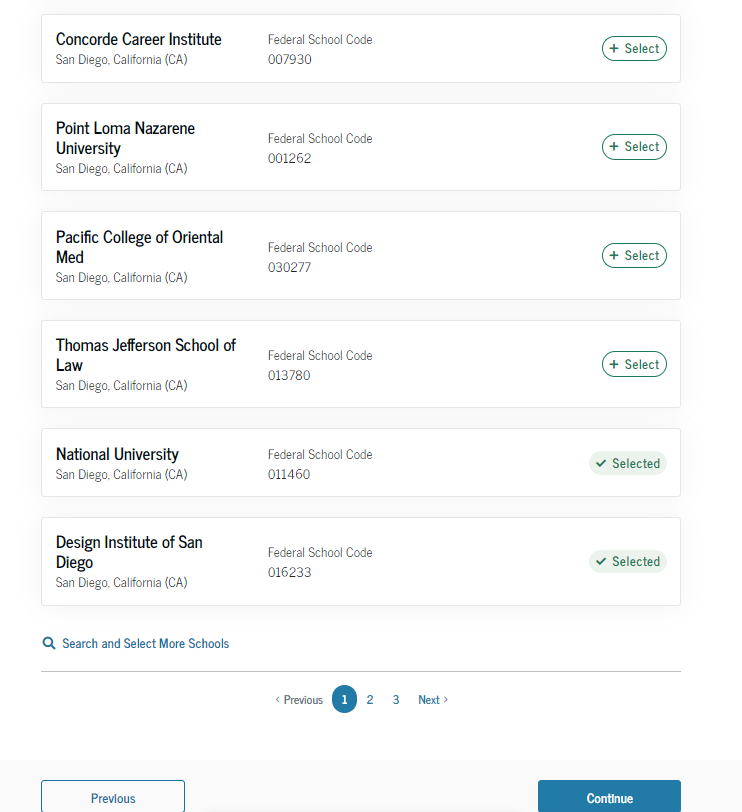 Concorde Career Institute
San Diego, California (CA)
Federal School Code
007930
+ Select
Point Loma Nazarene
University
San Diego, California (CA)
Federal School Code
001262
+ Select
Pacific College of Oriental
Med
San Diego, California (CA)
Federal School Code
030277
+ Select
Thomas Jefferson School of
Law
San Diego, California (CA)
Federal School Code
013780
+ Select
National University
San Diego, California (CA)
Federal School Code
011460
Selected
Design Institute of San
Diego
San Diego, California (CA)
Federal School Code
016233
Selected
Search and Select More Schools
‹ Previous 1 2 3 Next ›
Previous
Continue